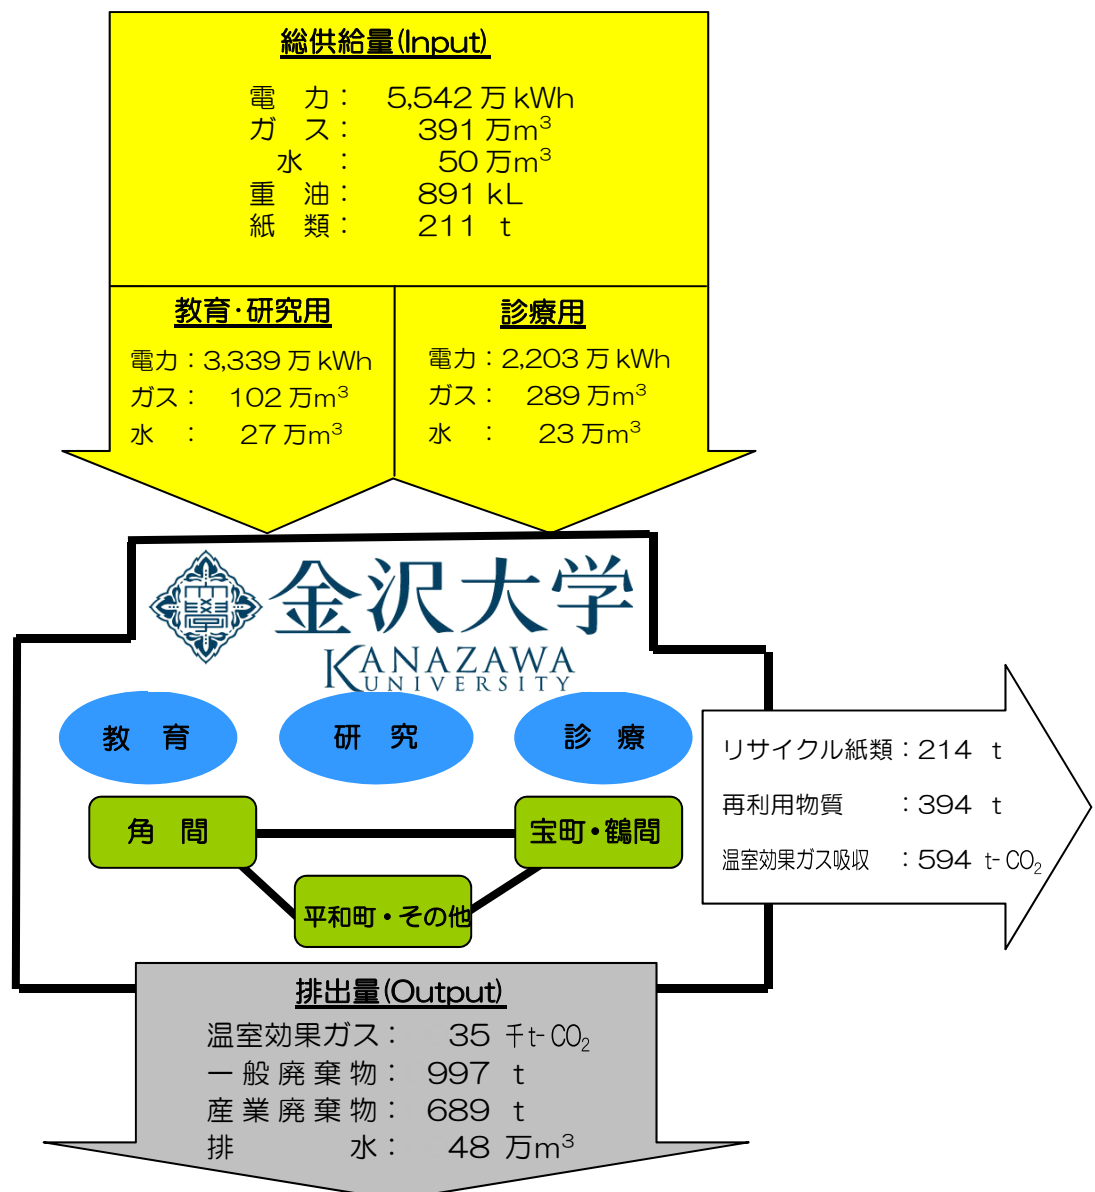 総供給量(Input)
電 力： 5,542 万 kWh
ガ ス： 391 万m³
水 ： 50 万m³
重 油： 891 kL
紙 類： 211 t
教育・研究用
電力：3,339 万 kWh
ガス： 102 万m³
水 ： 27 万m³
診療用
電力：2,203 万 kWh
ガス： 289 万m³
水 ： 23 万m³
金沢大学
KANAZAWA
UNIVERSITY
教 育
研 究
診 療
角 間
宝町・鶴間
平和町・その他
リサイクル紙類：214 t
再利用物質 ：394 t
温室効果ガス吸収 ：594 t-CO₂
排出量(Output)
温室効果ガス： 35 千t-CO₂
一般廃棄物： 997 t
産業廃棄物： 689 t
排 水： 48 万m³